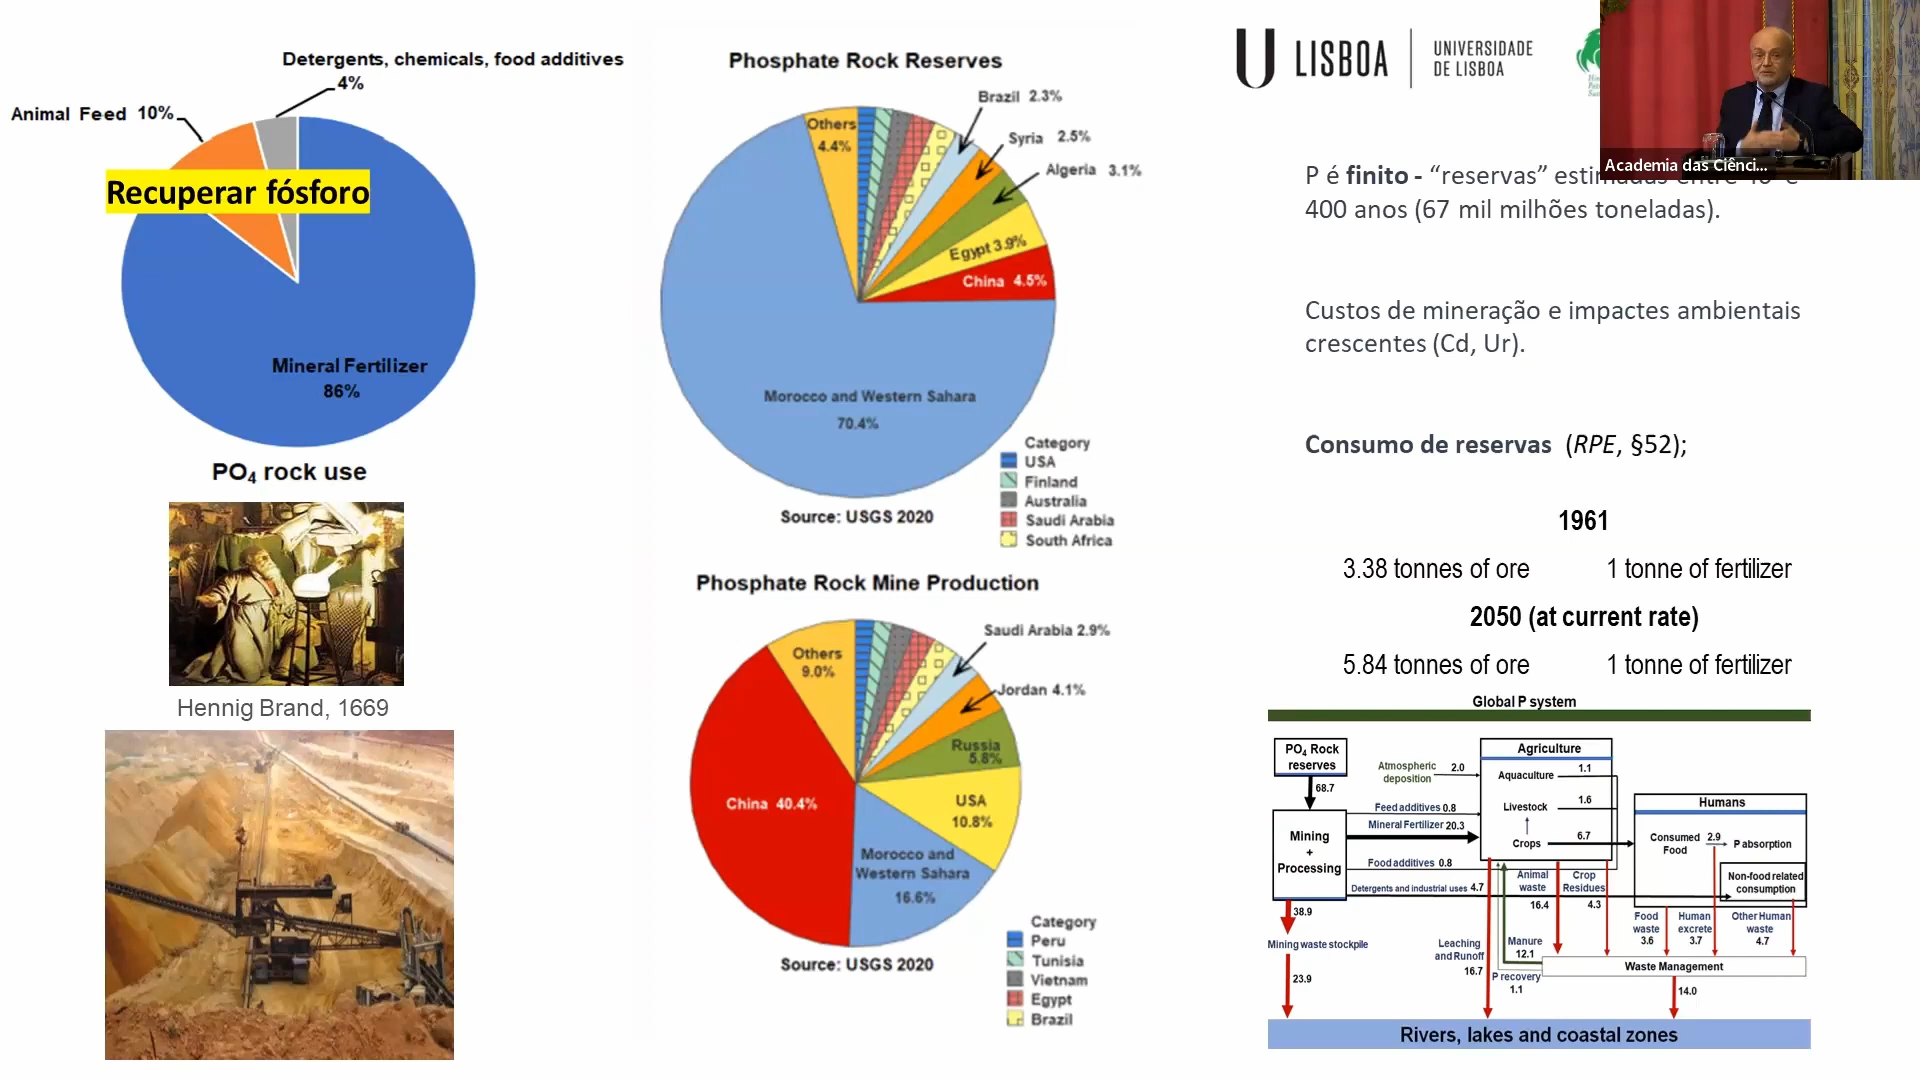 Detergents, chemicals, food additives
4%
Animal Feed 10%
Recuperar fósforo
Mineral Fertilizer
86%
PO4 rock use
Hennig Brand, 1669
Phosphate Rock Reserves
Brazil 2.3%
Syria 2.5%
Algeria 3.1%
Others
4.4%
Egypt 3.9%
China 4.5%
Morocco and Western Sahara
70.4%
Category
USA
Finland
Australia
Saudi Arabia
South Africa
Source: USGS 2020
Phosphate Rock Mine Production
Saudi Arabia 2.9%
Jordan 4.1%
Others
9.0%
Russia
5.8%
USA
10.8%
China 40.4%
Morocco and
Western Sahara
16.6%
Category
Peru
Tunisia
Vietnam
Egypt
Brazil
Source: USGS 2020
U LISBOA
UNIVERSIDADE
DE LISBOA
Academia das Ciênci...
P é finito - “reservas”
400 anos (67 mil milhões toneladas).
Custos de mineração e impactes ambientais
crescentes (Cd, Ur).
Consumo de reservas (RPE, §52);
1961
3.38 tonnes of ore 1 tonne of fertilizer
2050 (at current rate)
5.84 tonnes of ore 1 tonne of fertilizer
Global P system
PO4 Rock
reserves
68.7
Mining
+
Processing
Atmospheric
deposition
2.0
Feed additives 0.8
Mineral Fertilizer 20.3
Food additives 0.8
Detergents and industrial uses 4.7
Agriculture
Aquaculture 1.1
Livestock 1.6
Crops 6.7
Humans
Consumed
Food
2.9
P absorption
Non-food related
consumption
38.9
Mining waste stockpile
23.9
Leaching
and Runoff
16.7
Animal
waste
16.4
Crop
Residues
4.3
Manure
12.1
P recovery
1.1
Food
waste
3.6
Human
excrete
3.7
Other Human
waste
4.7
Waste Management
14.0
Rivers, lakes and coastal zones